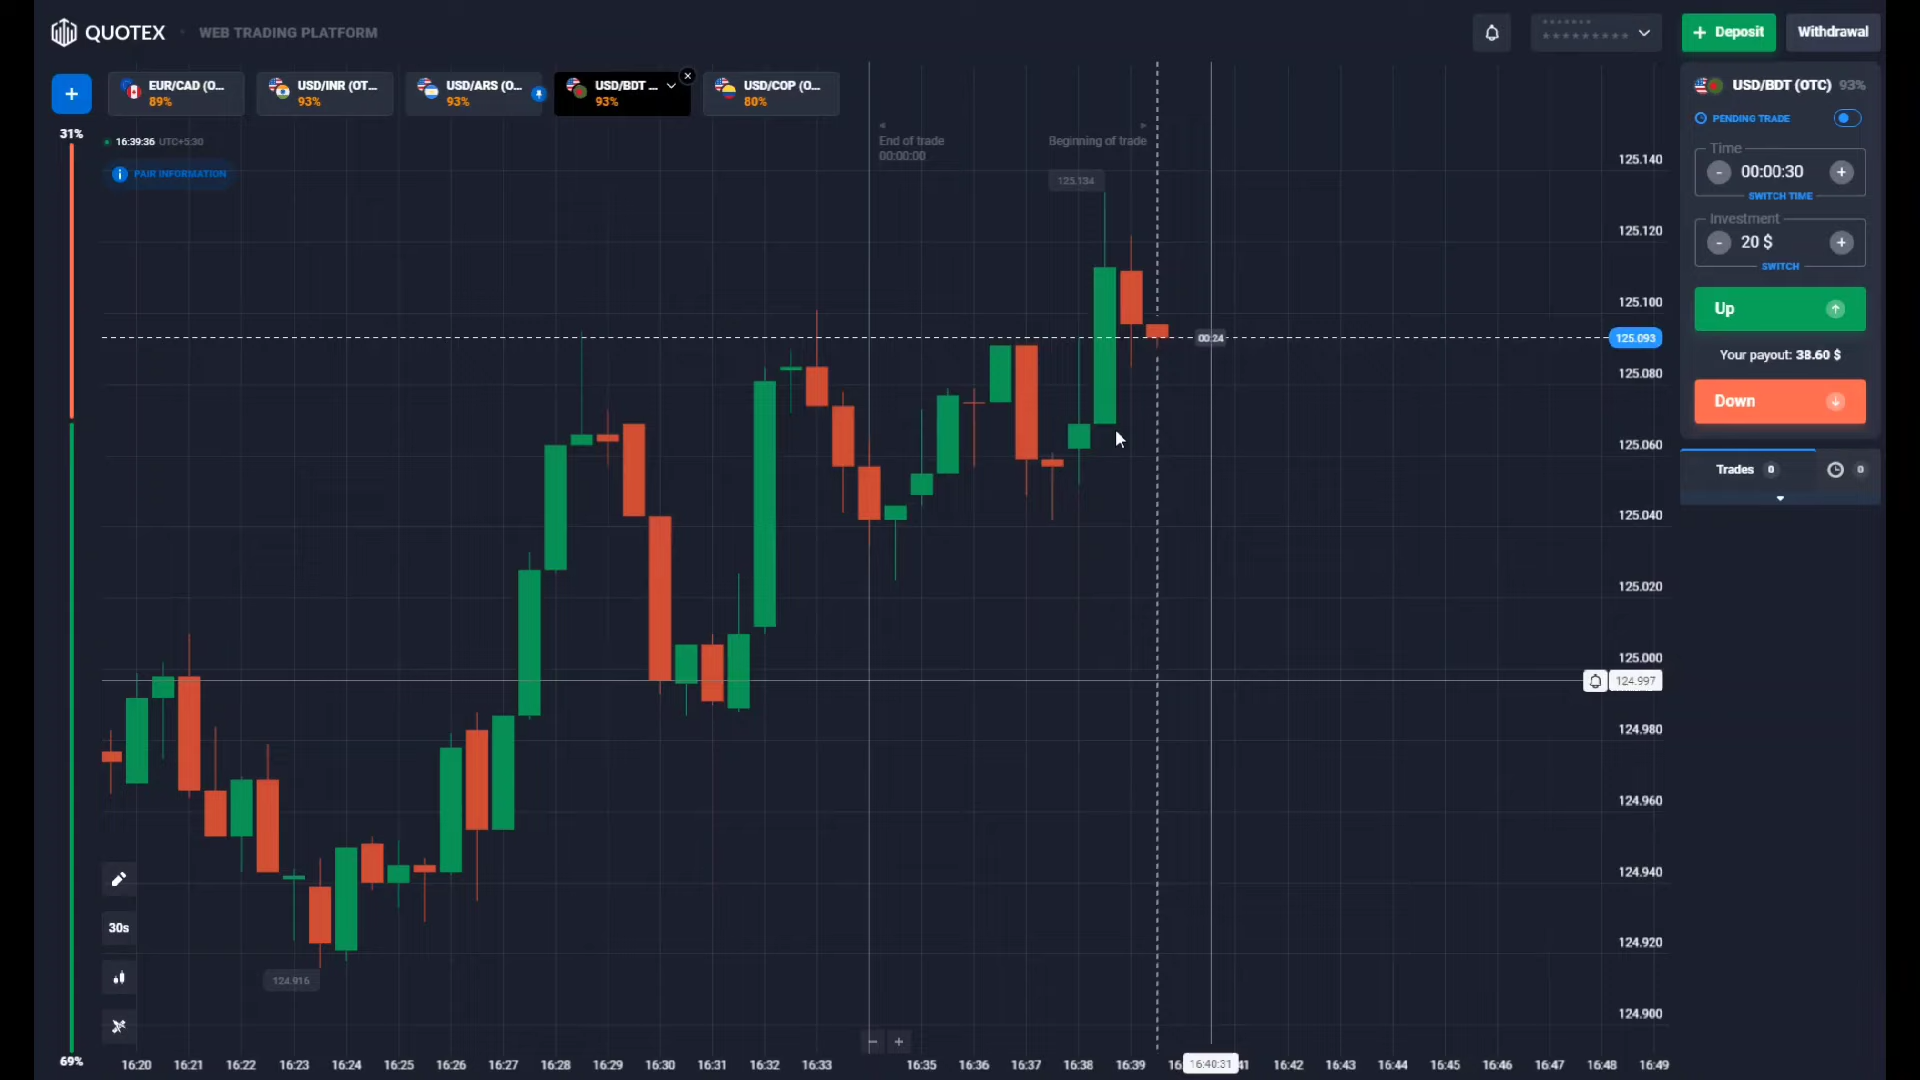 QUOTEX
WEB TRADING PLATFORM
Deposit
Withdrawal
EUR/CAD (O...
89%
USD/INR (OT...
93%
USD/ARS (O...
93%
USD/BDT ...
93%
USD/COP (O...
80%
USD/BDT (OTC) 93%
PENDING TRADE
Time
- 00:00:30 +
SWITCH TIME
Investment
- 20 $ +
SWITCH
Up
Your payout: 38.60 $
Down
Trades 0
0
31%
16:39:36 UTC+5:30
PAIR INFORMATION
End of trade
00:00:00
Beginning of trade
125.134
125.140
125.120
125.100
00:24
125.093
125.080
125.060
125.040
125.020
125.000
124.997
124.980
124.960
124.940
124.920
124.900
30s
124.916
69%
16:20 16:21 16:22 16:23 16:24 16:25 16:26 16:27 16:28 16:29 16:30 16:31 16:32 16:33 16:35 16:36 16:37 16:38 16:39 16:40:31 41 16:42 16:43 16:44 16:45 16:46 16:47 16:48 16:49